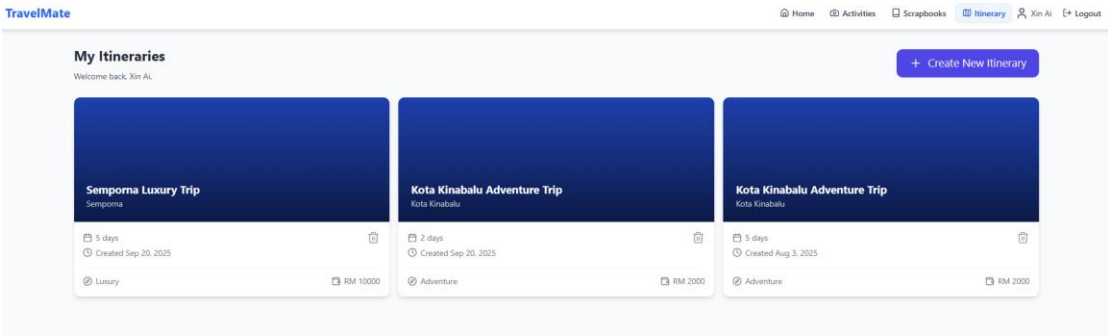 TravelMate
Home Activities Scrapbooks Itinerary Xin Ai Logout
My Itineraries
Welcome back, Xin Ai.
+ Create New Itinerary
Semporna Luxury Trip
Semporna
5 days
Created Sep 20, 2025
Luxury RM 10000
Kota Kinabalu Adventure Trip
Kota Kinabalu
2 days
Created Sep 20, 2025
Adventure RM 2000
Kota Kinabalu Adventure Trip
Kota Kinabalu
5 days
Created Aug 3, 2025
Adventure RM 2000